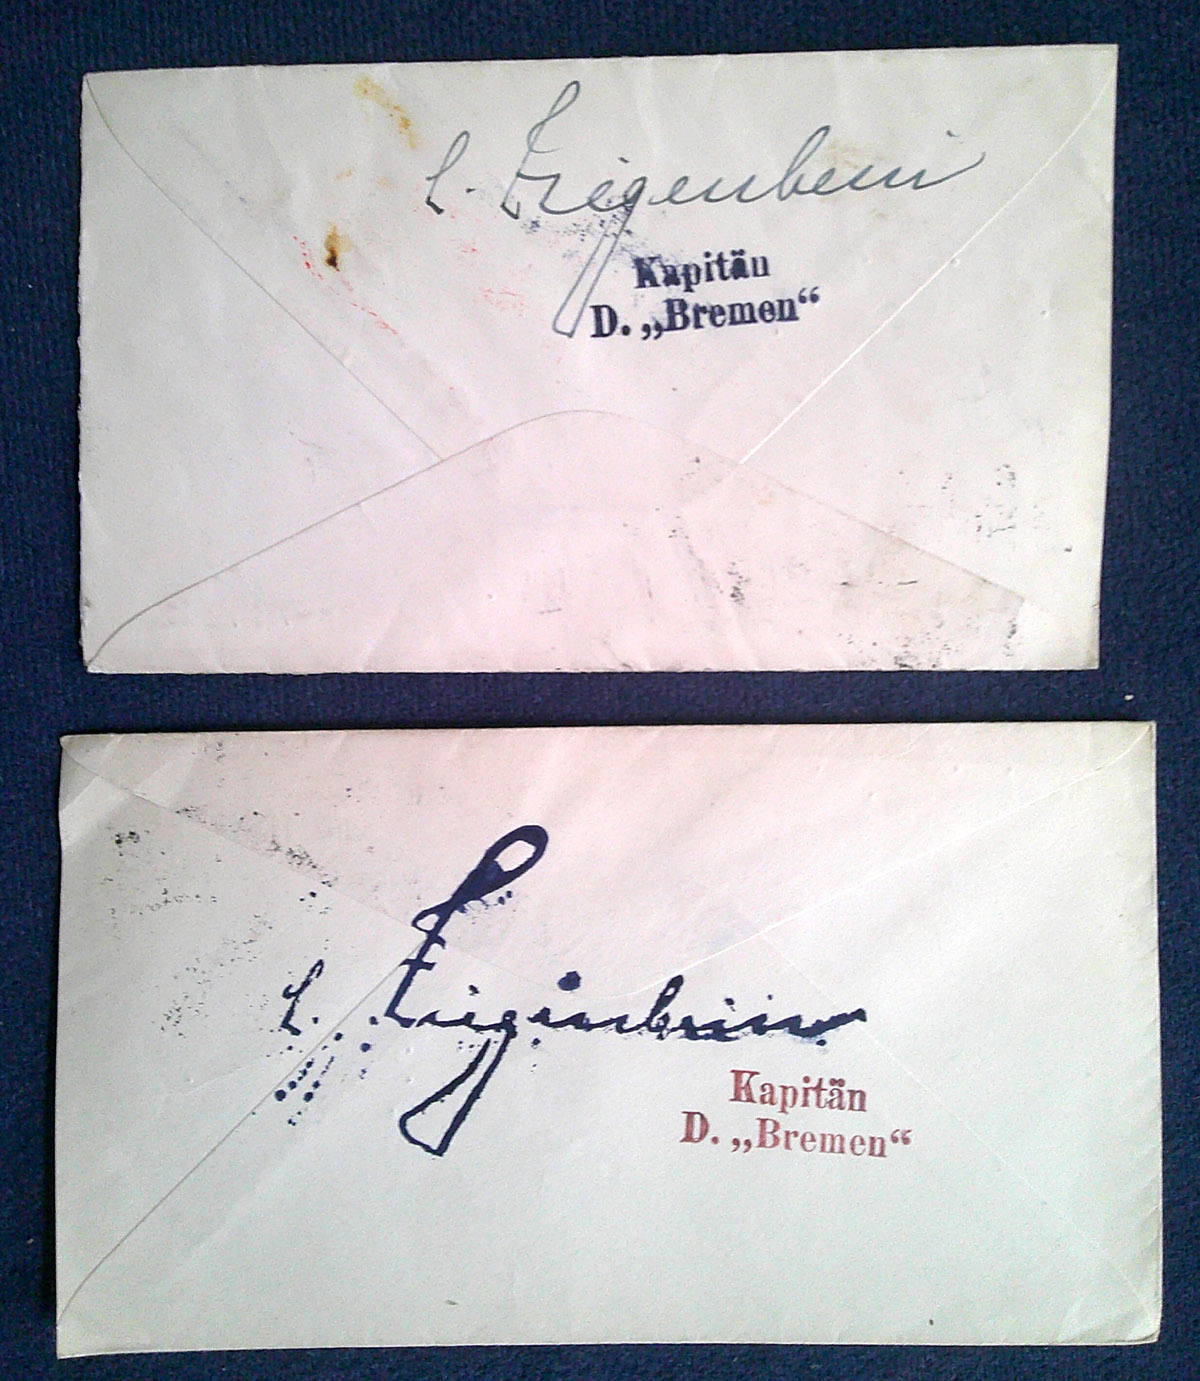 L. Ziegenbein
Kapitän
D. „Bremen“
L. Ziegenbein
Kapitän
D. „Bremen“